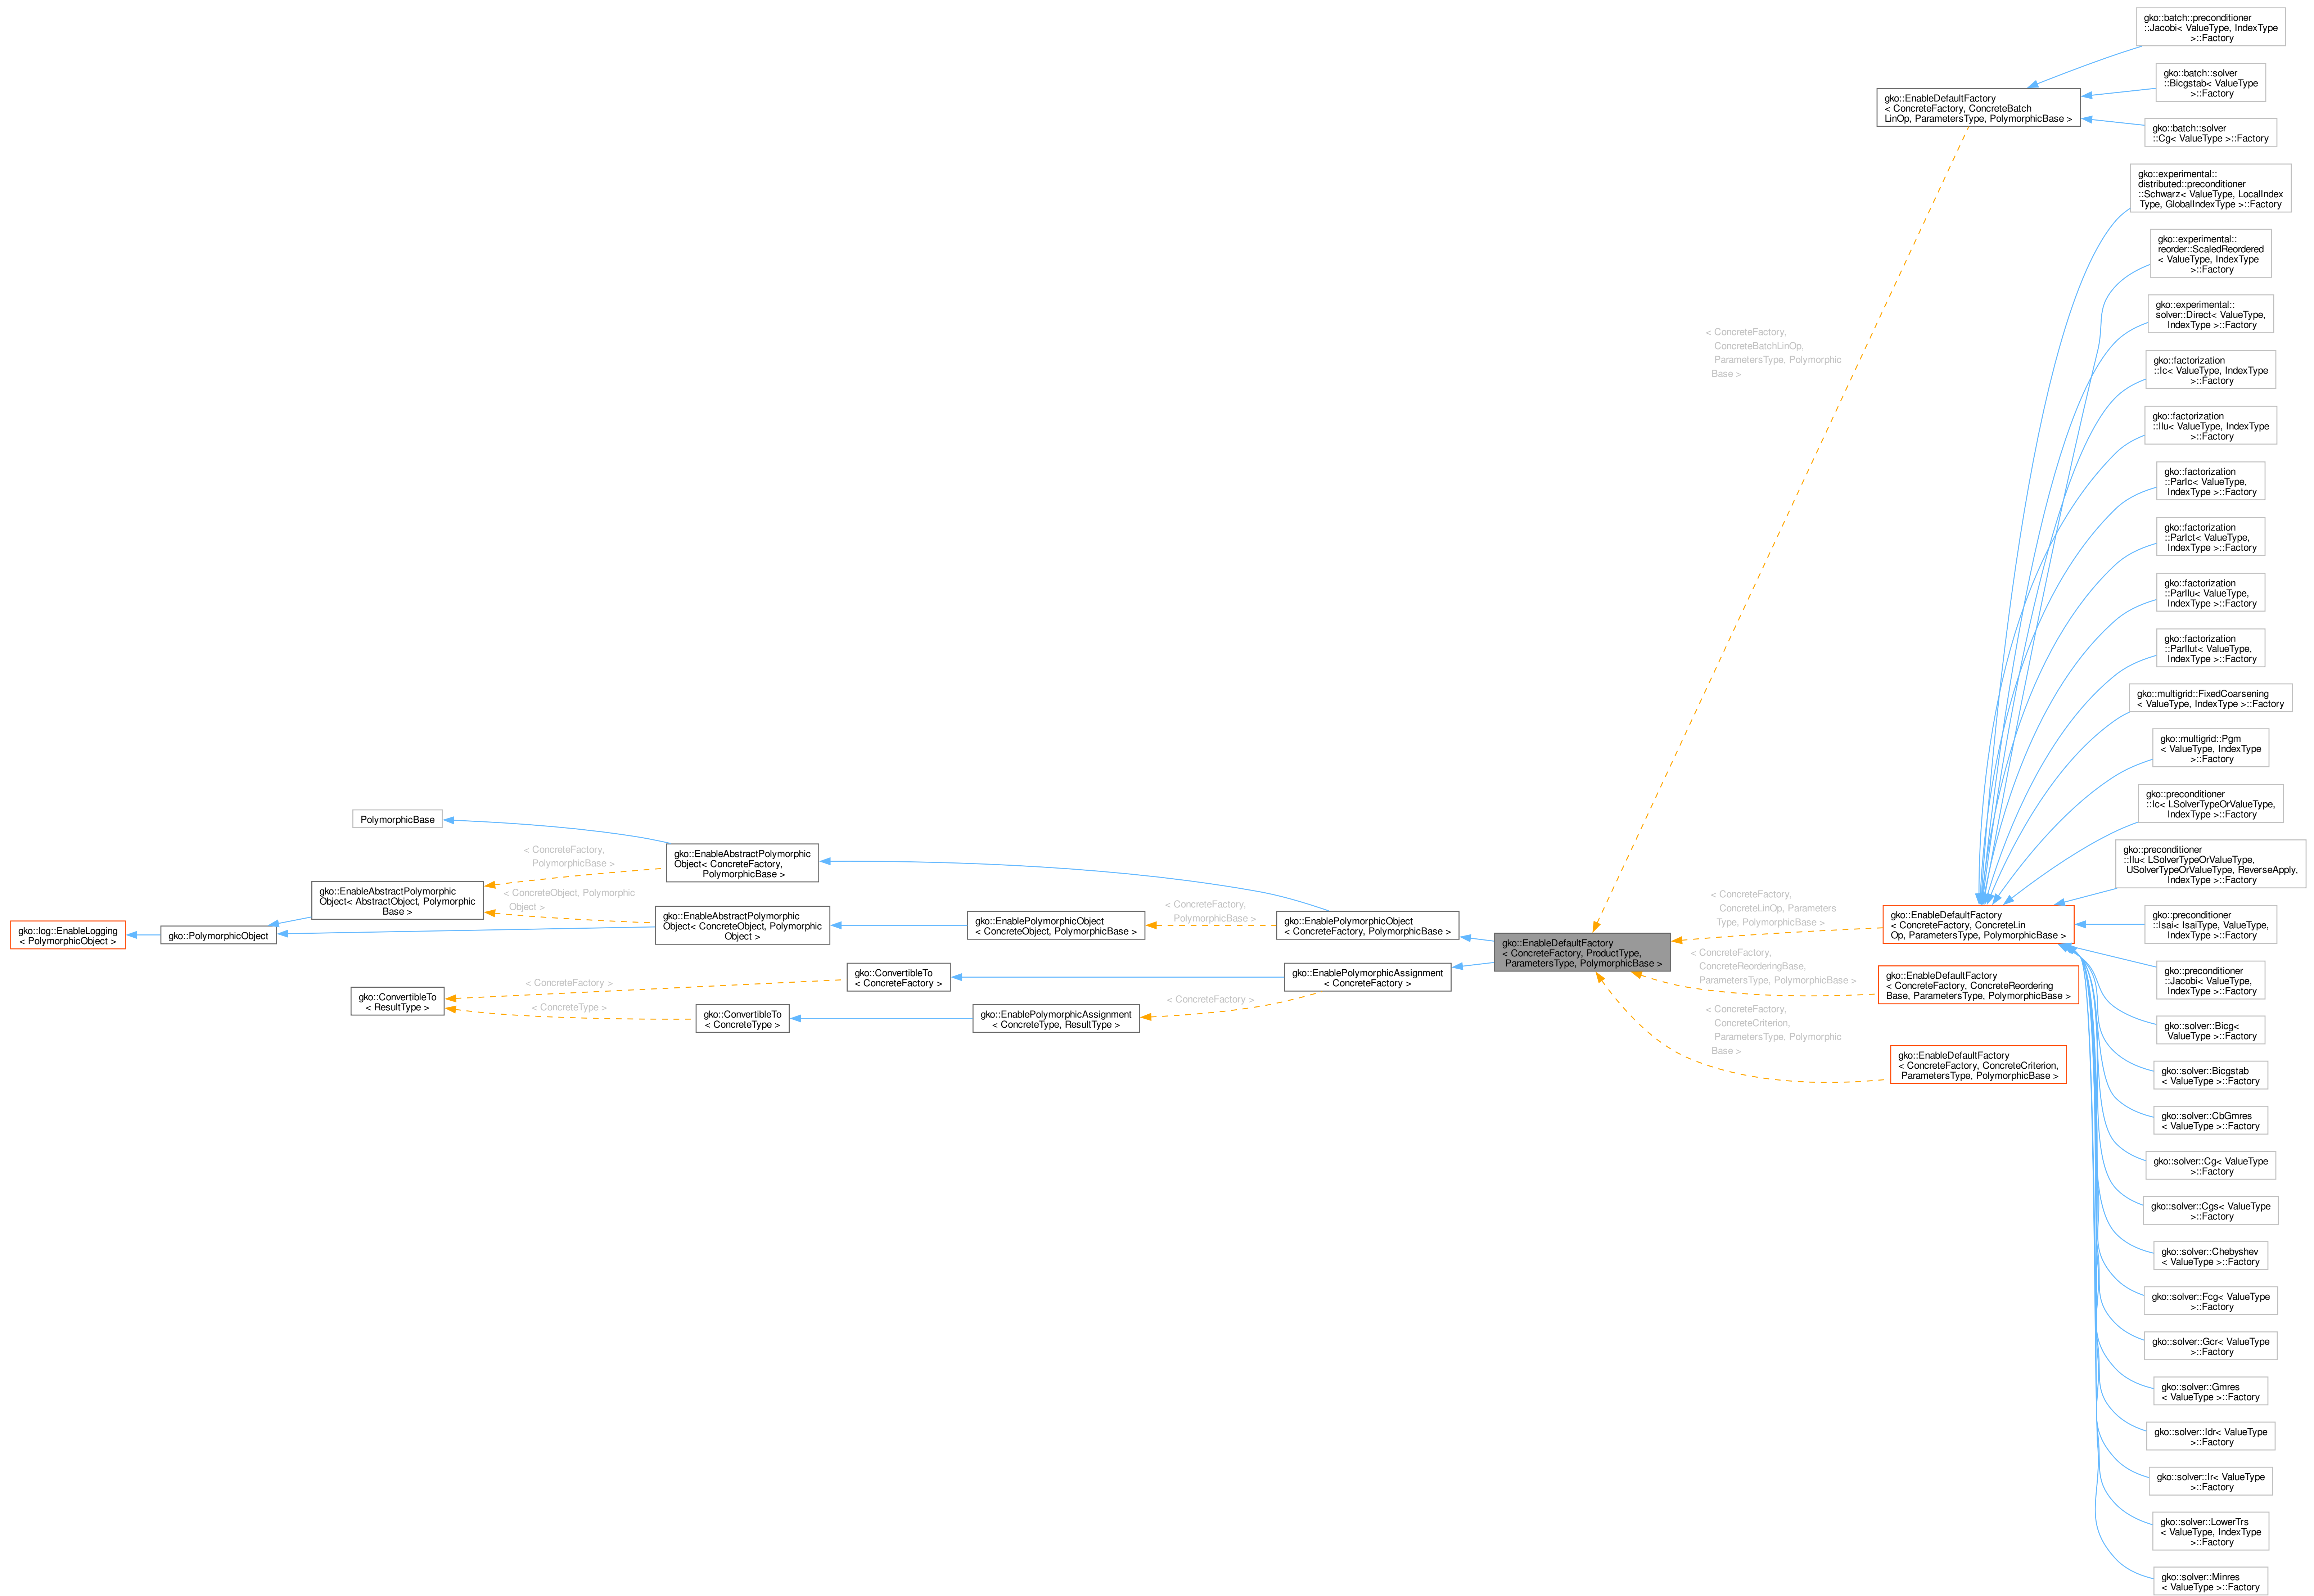 gko::batch::preconditioner
::Jacobi< ValueType, IndexType
>::Factory
gko::batch::solver
::Bicgstab< ValueType
>::Factory
gko::EnableDefaultFactory
< ConcreteFactory, ConcreteBatch
LinOp, ParametersType, PolymorphicBase >
gko::batch::solver
::Cg< ValueType >::Factory
gko::experimental::
distributed::preconditioner
::Schwarz< ValueType, LocalIndex
Type, GlobalIndexType >::Factory
gko::experimental::
reorder::ScaledReordered
< ValueType, IndexType
>::Factory
gko::experimental::
solver::Direct< ValueType,
IndexType >::Factory
< ConcreteFactory,
ConcreteBatchLinOp,
ParametersType, Polymorphic
Base >
gko::factorization
::Ic< ValueType, IndexType
>::Factory
gko::factorization
::Ilu< ValueType, IndexType
>::Factory
gko::factorization
::ParIc< ValueType,
IndexType >::Factory
gko::factorization
::ParIct< ValueType,
IndexType >::Factory
gko::factorization
::ParIlu< ValueType,
IndexType >::Factory
gko::factorization
::ParIlut< ValueType,
IndexType >::Factory
gko::multigrid::FixedCoarsening
< ValueType, IndexType >::Factory
gko::multigrid::Pgm
< ValueType, IndexType
>::Factory
gko::preconditioner
::Ic< LSolverTypeOrValueType,
IndexType >::Factory
PolymorphicBase
gko::EnableAbstractPolymorphic
Object< ConcreteFactory,
PolymorphicBase >
< ConcreteFactory,
PolymorphicBase >
gko::preconditioner
::Ilu< LSolverTypeOrValueType,
USolverTypeOrValueType, ReverseApply,
IndexType >::Factory
gko::EnableAbstractPolymorphic
Object< AbstractObject, Polymorphic
Base >
< ConcreteObject, Polymorphic
Object >
gko::log::EnableLogging
< PolymorphicObject >
gko::PolymorphicObject
gko::EnableAbstractPolymorphic
Object< ConcreteObject, Polymorphic
Object >
gko::EnablePolymorphicObject
< ConcreteObject, PolymorphicBase >
< ConcreteFactory,
PolymorphicBase >
gko::EnablePolymorphicObject
< ConcreteFactory, PolymorphicBase >
gko::EnableDefaultFactory
< ConcreteFactory, ProductType,
ParametersType, PolymorphicBase >
< ConcreteFactory,
ConcreteLinOp, Parameters
Type, PolymorphicBase >
gko::EnableDefaultFactory
< ConcreteFactory, ConcreteLin
Op, ParametersType, PolymorphicBase >
gko::preconditioner
::Isai< IsaiType, ValueType,
IndexType >::Factory
< ConcreteFactory,
ConcreteReorderingBase,
ParametersType, PolymorphicBase >
gko::EnableDefaultFactory
< ConcreteFactory, ConcreteReordering
Base, ParametersType, PolymorphicBase >
gko::preconditioner
::Jacobi< ValueType,
IndexType >::Factory
gko::ConvertibleTo
< ResultType >
< ConcreteFactory >
< ConcreteType >
gko::ConvertibleTo
< ConcreteFactory >
gko::EnablePolymorphicAssignment
< ConcreteFactory >
gko::ConvertibleTo
< ConcreteType >
gko::EnablePolymorphicAssignment
< ConcreteType, ResultType >
< ConcreteFactory >
< ConcreteFactory,
ConcreteCriterion,
ParametersType, Polymorphic
Base >
gko::EnableDefaultFactory
< ConcreteFactory, ConcreteCriterion,
ParametersType, PolymorphicBase >
gko::solver::Bicg<
ValueType >::Factory
gko::solver::Bicgstab
< ValueType >::Factory
gko::solver::CbGmres
< ValueType >::Factory
gko::solver::Cg< ValueType
>::Factory
gko::solver::Cgs< ValueType
>::Factory
gko::solver::Chebyshev
< ValueType >::Factory
gko::solver::Fcg< ValueType
>::Factory
gko::solver::Gcr< ValueType
>::Factory
gko::solver::Gmres
< ValueType >::Factory
gko::solver::Idr< ValueType
>::Factory
gko::solver::Ir< ValueType
>::Factory
gko::solver::LowerTrs
< ValueType, IndexType
>::Factory
gko::solver::Minres
< ValueType >::Factory